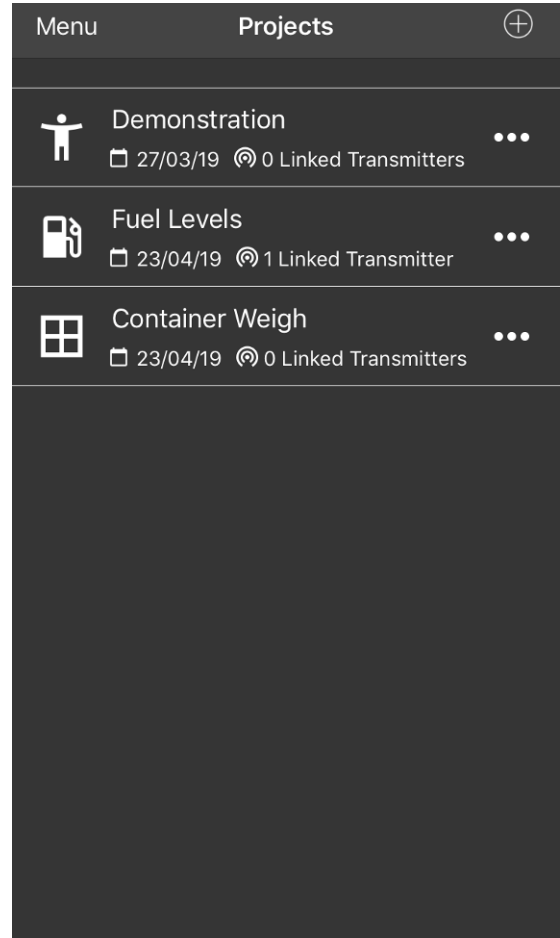 Menu Projects
Demonstration
27/03/19 0 Linked Transmitters
Fuel Levels
23/04/19 1 Linked Transmitter
Container Weigh
23/04/19 0 Linked Transmitters